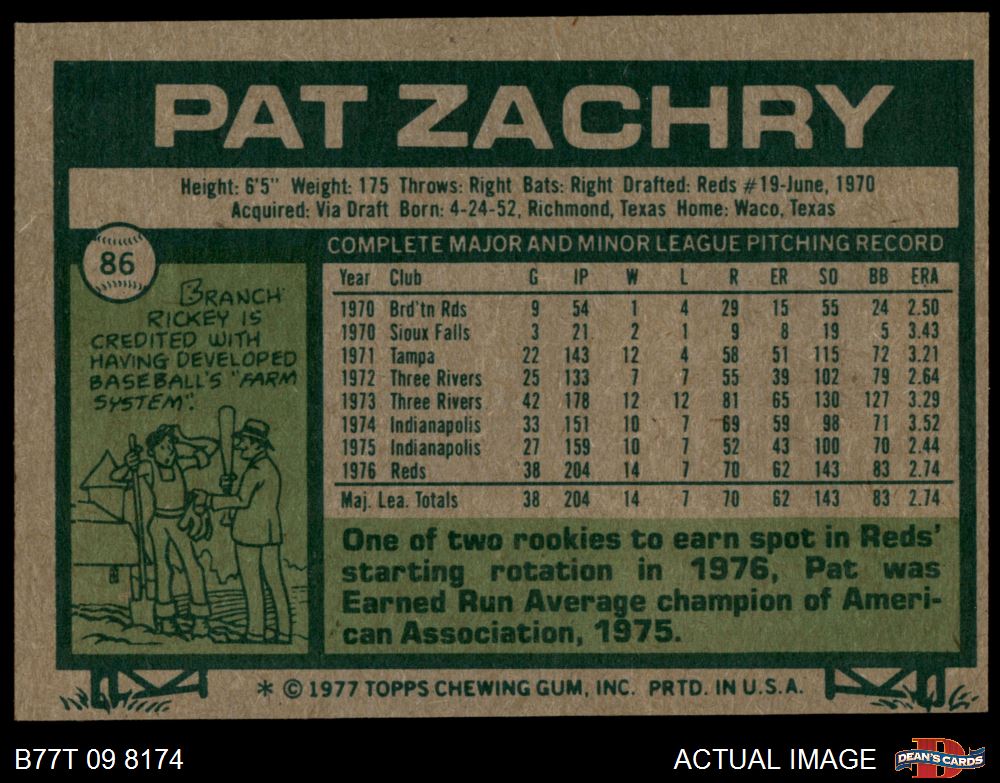 PAT ZACHRY
Height: 6'5" Weight: 175 Throws: Right Bats: Right Drafted: Reds #19-June, 1970
Acquired: Via Draft Born: 4-24-52, Richmond, Texas Home: Waco, Texas
86
BRANCH
RICKEY IS
CREDITED WITH
HAVING DEVELOPED
BASEBALL'S "FARM
SYSTEM".
COMPLETE MAJOR AND MINOR LEAGUE PITCHING RECORD
Year Club G IP W L R ER SO BB ERA
1970 Brd'tn Rds 9 54 1 4 29 15 55 24 2.50
1970 Sioux Falls 3 21 2 1 9 8 19 5 3.43
1971 Tampa 22 143 12 4 58 51 115 72 3.21
1972 Three Rivers 25 133 7 7 55 39 102 79 2.64
1973 Three Rivers 42 178 12 12 81 65 130 127 3.29
1974 Indianapolis 33 151 10 7 69 59 98 71 3.52
1975 Indianapolis 27 159 10 7 52 43 100 70 2.44
1976 Reds 38 204 14 7 70 62 143 83 2.74
Maj. Lea. Totals 38 204 14 7 70 62 143 83 2.74
One of two rookies to earn spot in Reds'
starting rotation in 1976, Pat was
Earned Run Average champion of Ameri-
can Association, 1975.
* © 1977 TOPPS CHEWING GUM, INC. PRTD. IN U.S.A.
B77T 09 8174
ACTUAL IMAGE
D
DEAN'S CARDS